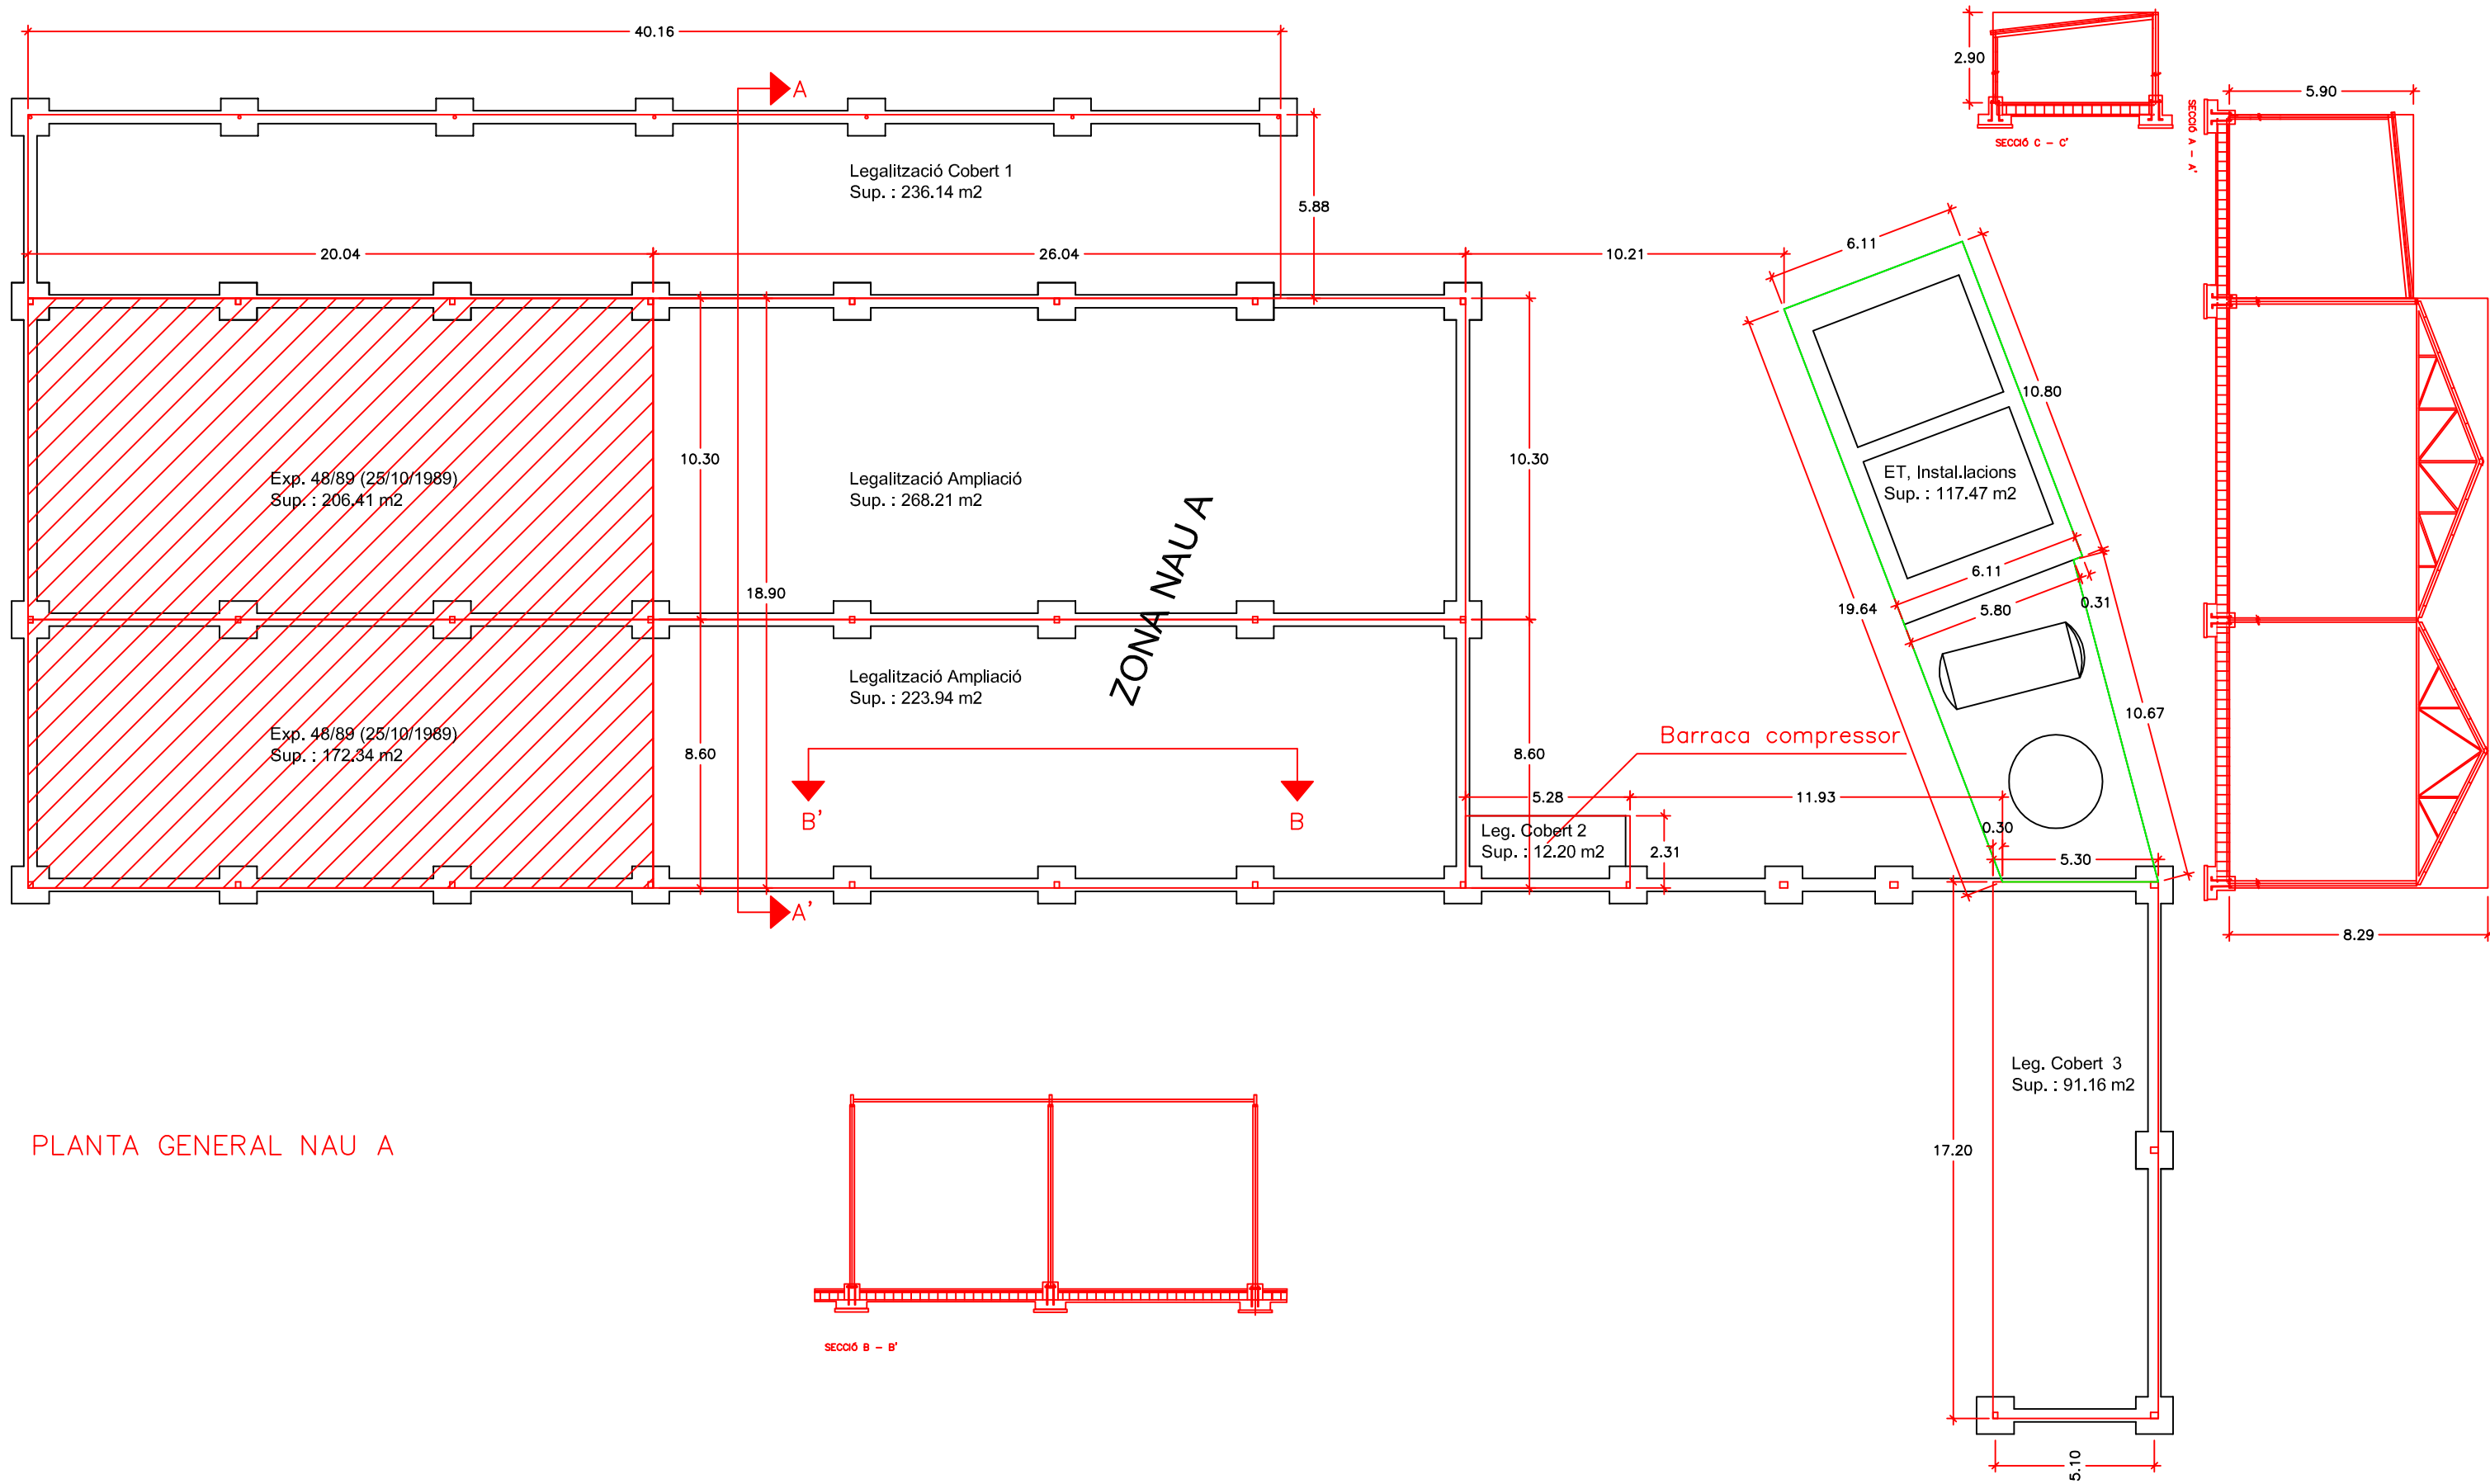 40.16
2.90
SECCIÓ C - C'
SECCIÓ A - A'
5.90
A
Legalització Cobert 1
Sup. : 236.14 m2
5.88
20.04
26.04
10.21
6.11
10.80
10.30
18.90
10.30
Exp. 48/89 (25/10/1989)
Sup. : 206.41 m2
Legalització Ampliació
Sup. : 268.21 m2
ZONA NAU A
ET, Instal.lacions
Sup. : 117.47 m2
6.11
5.80
0.31
19.64
10.67
Legalització Ampliació
Sup. : 223.94 m2
Exp. 48/89 (25/10/1989)
Sup. : 172.34 m2
8.60
8.60
Barraca compressor
B'
B
5.28
11.93
Leg. Cobert 2
Sup. : 12.20 m2
2.31
0.30
5.30
A'
8.29
17.20
Leg. Cobert 3
Sup. : 91.16 m2
PLANTA GENERAL NAU A
SECCIÓ B - B'
5.10